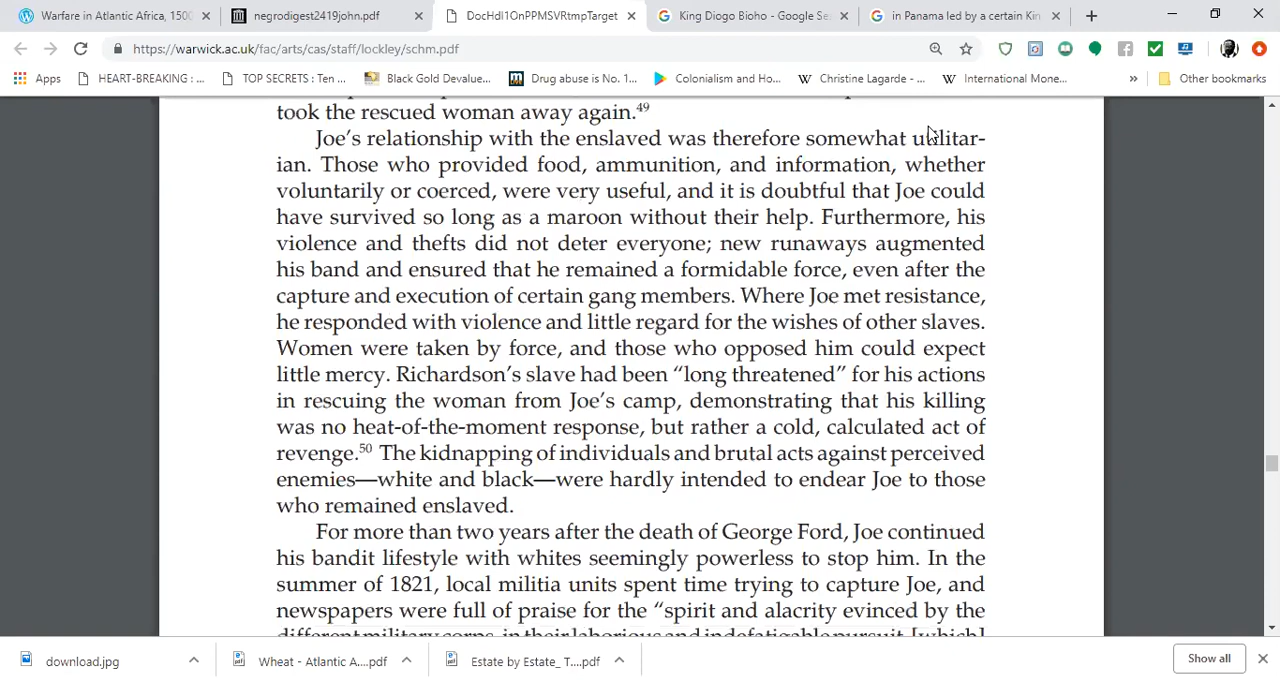 Warfare in Atlantic Africa, 1500
negrodigest2419john.pdf
DocHdl1OnPPMSVRtmpTarget
King Diogo Bioho - Google Se
in Panama led by a certain Kin
https://warwick.ac.uk/fac/arts/cas/staff/lockley/schm.pdf
Apps
HEART-BREAKING : ...
TOP SECRETS : Ten ...
Black Gold Devalue...
Drug abuse is No. 1...
Colonialism and Ho...
Christine Lagarde - ...
International Mone...
»
Other bookmarks
took the rescued woman away again.49
Joe's relationship with the enslaved was therefore somewhat utilitar-
ian. Those who provided food, ammunition, and information, whether
voluntarily or coerced, were very useful, and it is doubtful that Joe could
have survived so long as a maroon without their help. Furthermore, his
violence and thefts did not deter everyone; new runaways augmented
his band and ensured that he remained a formidable force, even after the
capture and execution of certain gang members. Where Joe met resistance,
he responded with violence and little regard for the wishes of other slaves.
Women were taken by force, and those who opposed him could expect
little mercy. Richardson's slave had been “long threatened” for his actions
in rescuing the woman from Joe's camp, demonstrating that his killing
was no heat-of-the-moment response, but rather a cold, calculated act of
revenge.50 The kidnapping of individuals and brutal acts against perceived
enemies—white and black—were hardly intended to endear Joe to those
who remained enslaved.
For more than two years after the death of George Ford, Joe continued
his bandit lifestyle with whites seemingly powerless to stop him. In the
summer of 1821, local militia units spent time trying to capture Joe, and
newspapers were full of praise for the “spirit and alacrity evinced by the
different military corps, in their laborious and indefatigable pursuit, [which]
download.jpg
Wheat - Atlantic A....pdf
Estate by Estate_ T....pdf
Show all